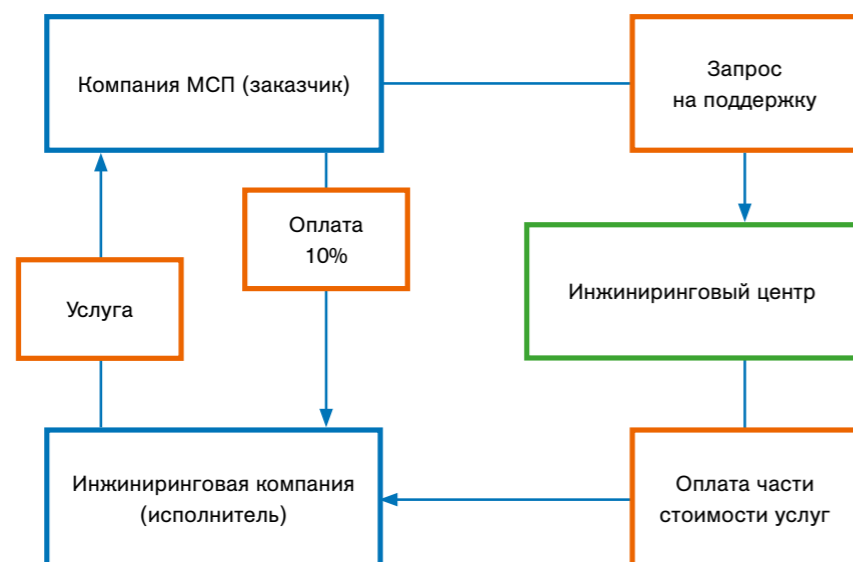 Компания МСП (заказчик)
Запрос
на поддержку
Оплата
10%
Инжиниринговый центр
Услуга
Инжиниринговая компания
(исполнитель)
Оплата части
стоимости услуг